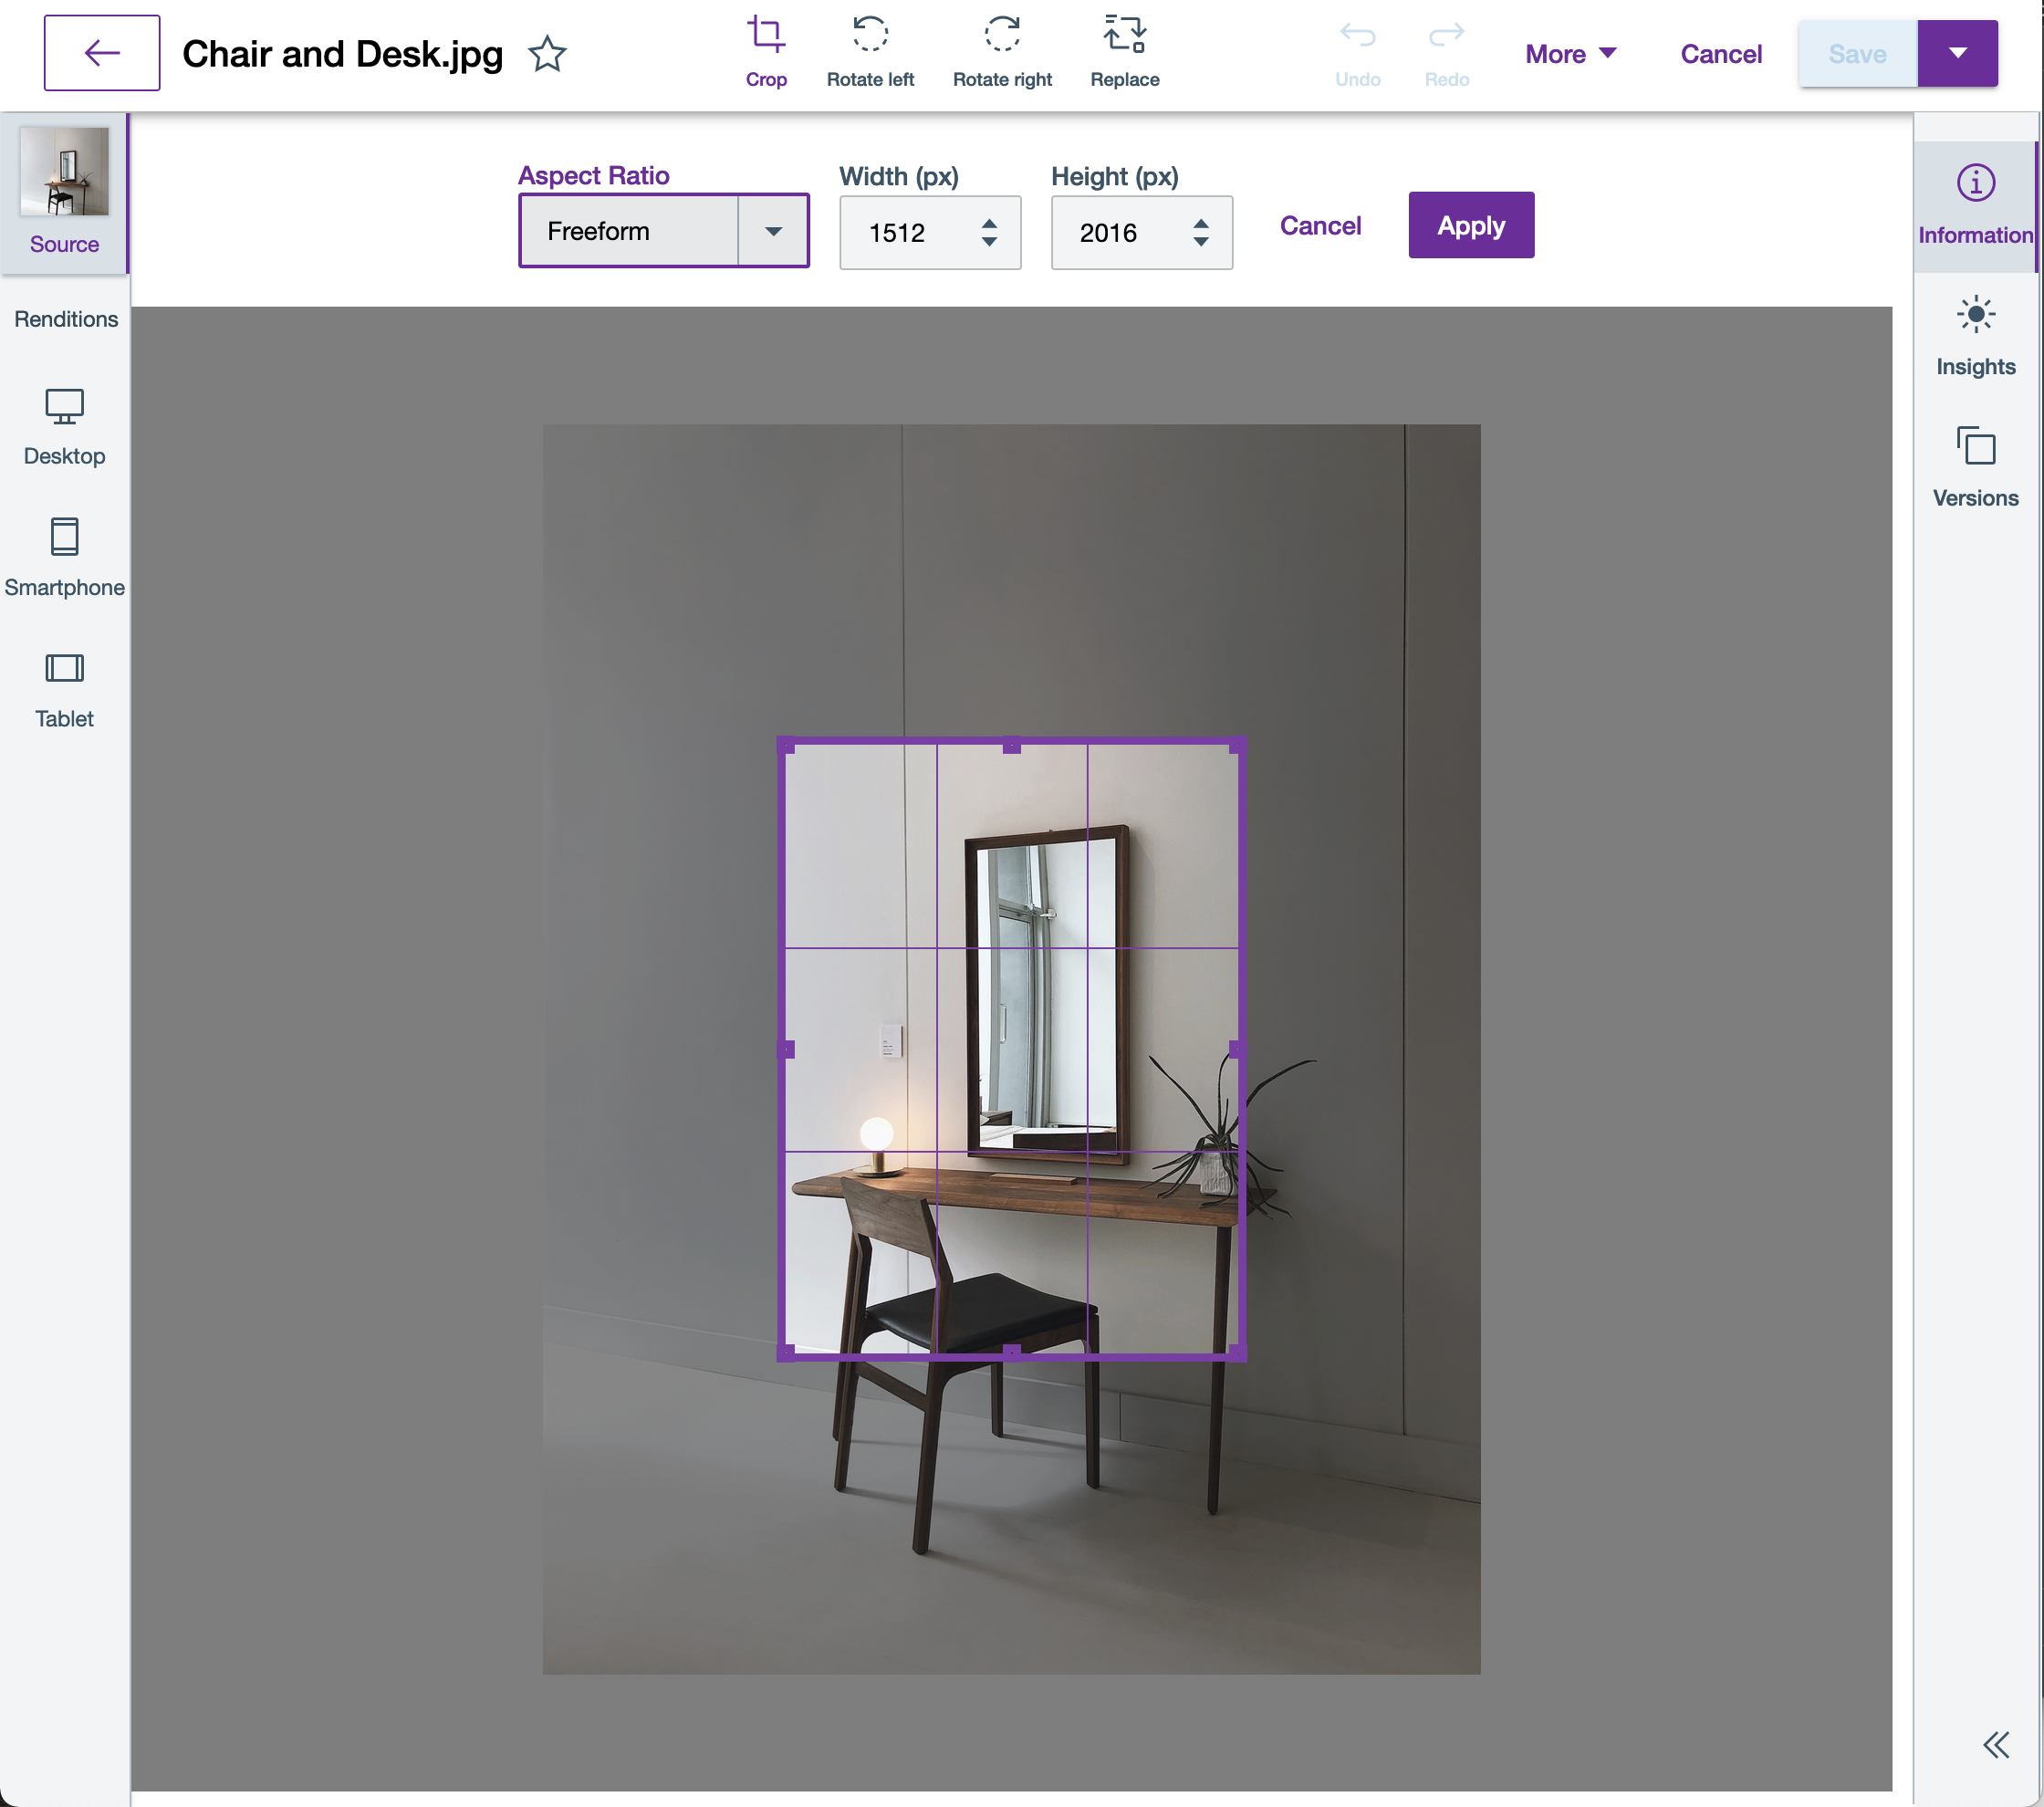 Chair and Desk.jpg
Crop
Rotate left
Rotate right
Replace
Undo
Redo
More
Cancel
Save
Source
Renditions
Desktop
Smartphone
Tablet
Aspect Ratio
Freeform
Width (px)
1512
Height (px)
2016
Cancel
Apply
Information
Insights
Versions